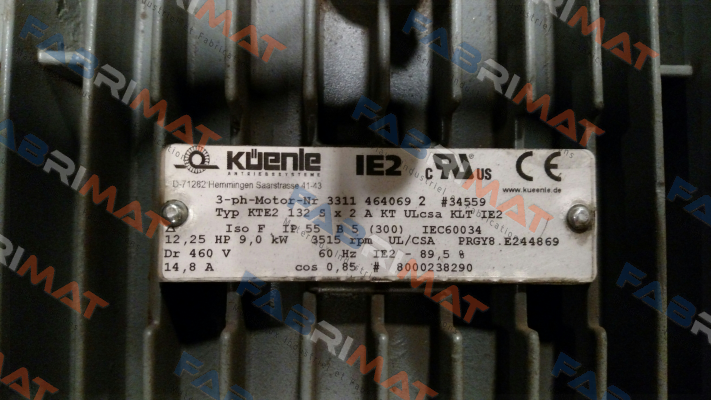 FABRIMAT
küenle
ANTRIEBSSYSTEME
IE2
c RU US
CE
D-71282 Hemmingen Saarstrasse 41-43
www.kueenle.de
3-ph-Motor-Nr 3311 464069 2 #34559
Typ KTE2 132 S x 2 A KT ULcsa KLT IE2
Δ Iso F IP 55 B 5 (300) IEC60034
12,25 HP 9,0 kW 3515 rpm UL/CSA PRGY8.E244869
Dr 460 V 60 Hz IE2 / 89,5 %
14,8 A cos 0,85 # 8000238290